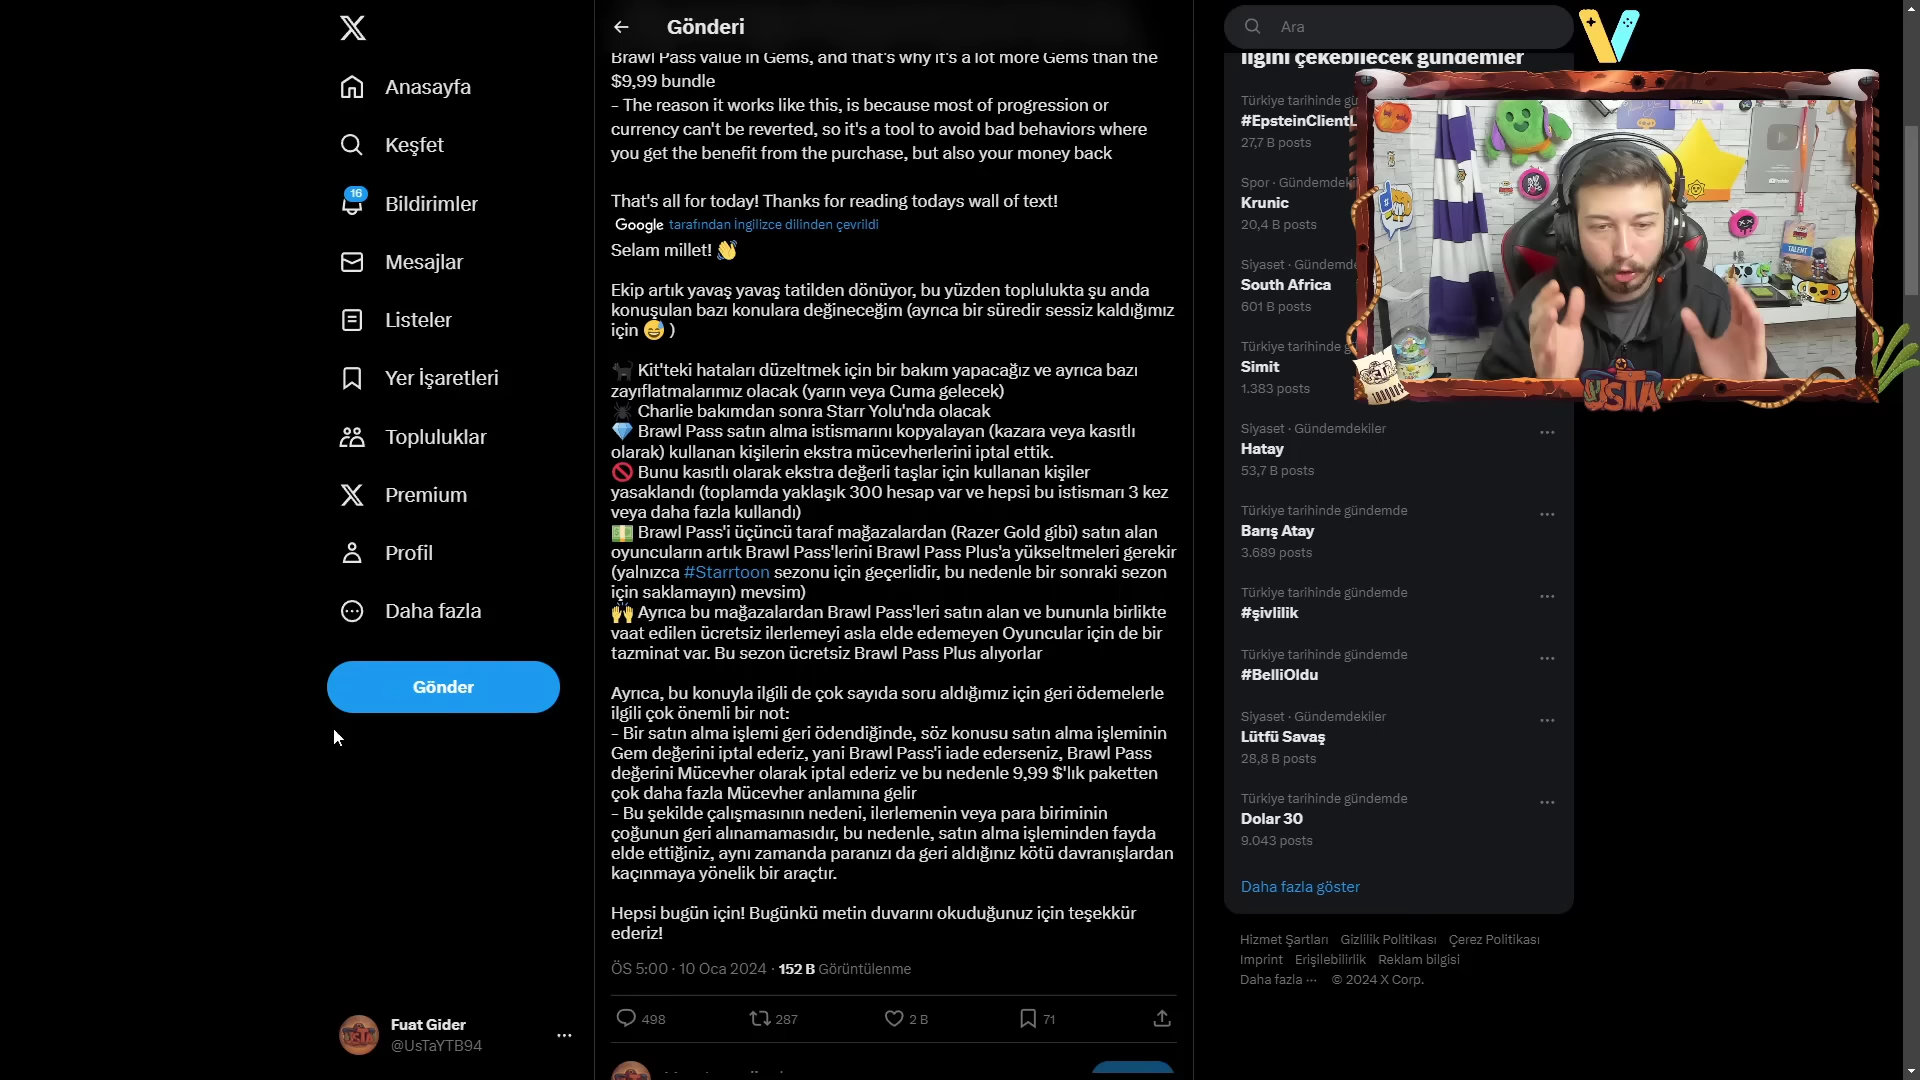 Anasayfa
Keşfet
16
Bildirimler
Mesajlar
Listeler
Yer İşaretleri
Topluluklar
Premium
Profil
Daha fazla
Gönder
Fuat Gider
@UsTaYTB94
Gönderi
Brawl Pass value in Gems, and that's why it's a lot more Gems than the
$9,99 bundle
- The reason it works like this, is because most of progression or
currency can't be reverted, so it's a tool to avoid bad behaviors where
you get the benefit from the purchase, but also your money back
That's all for today! Thanks for reading todays wall of text!
Google tarafından İngilizce dilinden çevrildi
Selam millet! 👋
Ekip artık yavaş yavaş tatilden dönüyor, bu yüzden toplulukta şu anda
konuşulan bazı konulara değineceğim (ayrıca bir süredir sessiz kaldığımız
için 😅 )
🐈‍⬛ Kit'teki hataları düzeltmek için bir bakım yapacağız ve ayrıca bazı
zayıflatmalarımız olacak (yarın veya Cuma gelecek)
🕷 Charlie bakımdan sonra Starr Yolu'nda olacak
💎 Brawl Pass satın alma istismarını kopyalayan (kazara veya kasıtlı
olarak) kullanan kişilerin ekstra mücevherlerini iptal ettik.
🚫 Bunu kasıtlı olarak ekstra değerli taşlar için kullanan kişiler
yasaklandı (toplamda yaklaşık 300 hesap var ve hepsi bu istismarı 3 kez
veya daha fazla kullandı)
💵 Brawl Pass'i üçüncü taraf mağazalardan (Razer Gold gibi) satın alan
oyuncuların artık Brawl Pass'lerini Brawl Pass Plus'a yükseltmeleri gerekir
(yalnızca #Starrtoon sezonu için geçerlidir, bu nedenle bir sonraki sezon
için saklamayın) mevsim)
🙌 Ayrıca bu mağazalardan Brawl Pass'leri satın alan ve bununla birlikte
vaat edilen ücretsiz ilerlemeyi asla elde edemeyen Oyuncular için de bir
tazminat var. Bu sezon ücretsiz Brawl Pass Plus alıyorlar
Ayrıca, bu konuyla ilgili de çok sayıda soru aldığımız için geri ödemelerle
ilgili çok önemli bir not:
- Bir satın alma işlemi geri ödendiğinde, söz konusu satın alma işleminin
Gem değerini iptal ederiz, yani Brawl Pass'i iade ederseniz, Brawl Pass
değerini Mücevher olarak iptal ederiz ve bu nedenle 9,99 $'lık paketten
çok daha fazla Mücevher anlamına gelir
- Bu şekilde çalışmasının nedeni, ilerlemenin veya para biriminin
çoğunun geri alınamamasıdır, bu nedenle, satın alma işleminden fayda
elde ettiğiniz, aynı zamanda paranızı da geri aldığınız kötü davranışlardan
kaçınmaya yönelik bir araçtır.
Hepsi bugün için! Bugünkü metin duvarını okuduğunuz için teşekkür
ederiz!
ÖS 5:00 · 10 Oca 2024 · 152 B Görüntülenme
498 287 2 B 71
Ara
İlgini çekebilecek gündemler
Türkiye tarihinde
#EpsteinClientL
27,7 B posts
Spor · Gündemdeki
Krunic
20,4 B posts
Siyaset · Gündemde
South Africa
601 B posts
Türkiye tarihinde
Simit
1.383 posts
Siyaset · Gündemdekiler
Hatay
53,7 B posts
Türkiye tarihinde gündemde
Barış Atay
3.689 posts
Türkiye tarihinde gündemde
#şivlilik
Türkiye tarihinde gündemde
#BelliOldu
Siyaset · Gündemdekiler
Lütfü Savaş
28,8 B posts
Türkiye tarihinde gündemde
Dolar 30
9.043 posts
Daha fazla göster
Hizmet Şartları Gizlilik Politikası Çerez Politikası
Imprint Erişilebilirlik Reklam bilgisi
Daha fazla ··· © 2024 X Corp.
USTA
TALENT